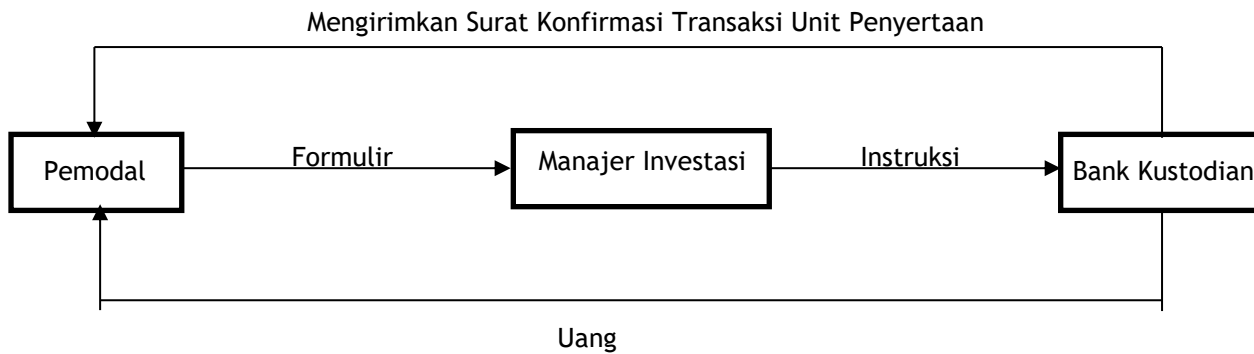 Mengirimkan Surat Konfirmasi Transaksi Unit Penyertaan
Pemodal
Formulir
Manajer Investasi
Instruksi
Bank Kustodian
Uang